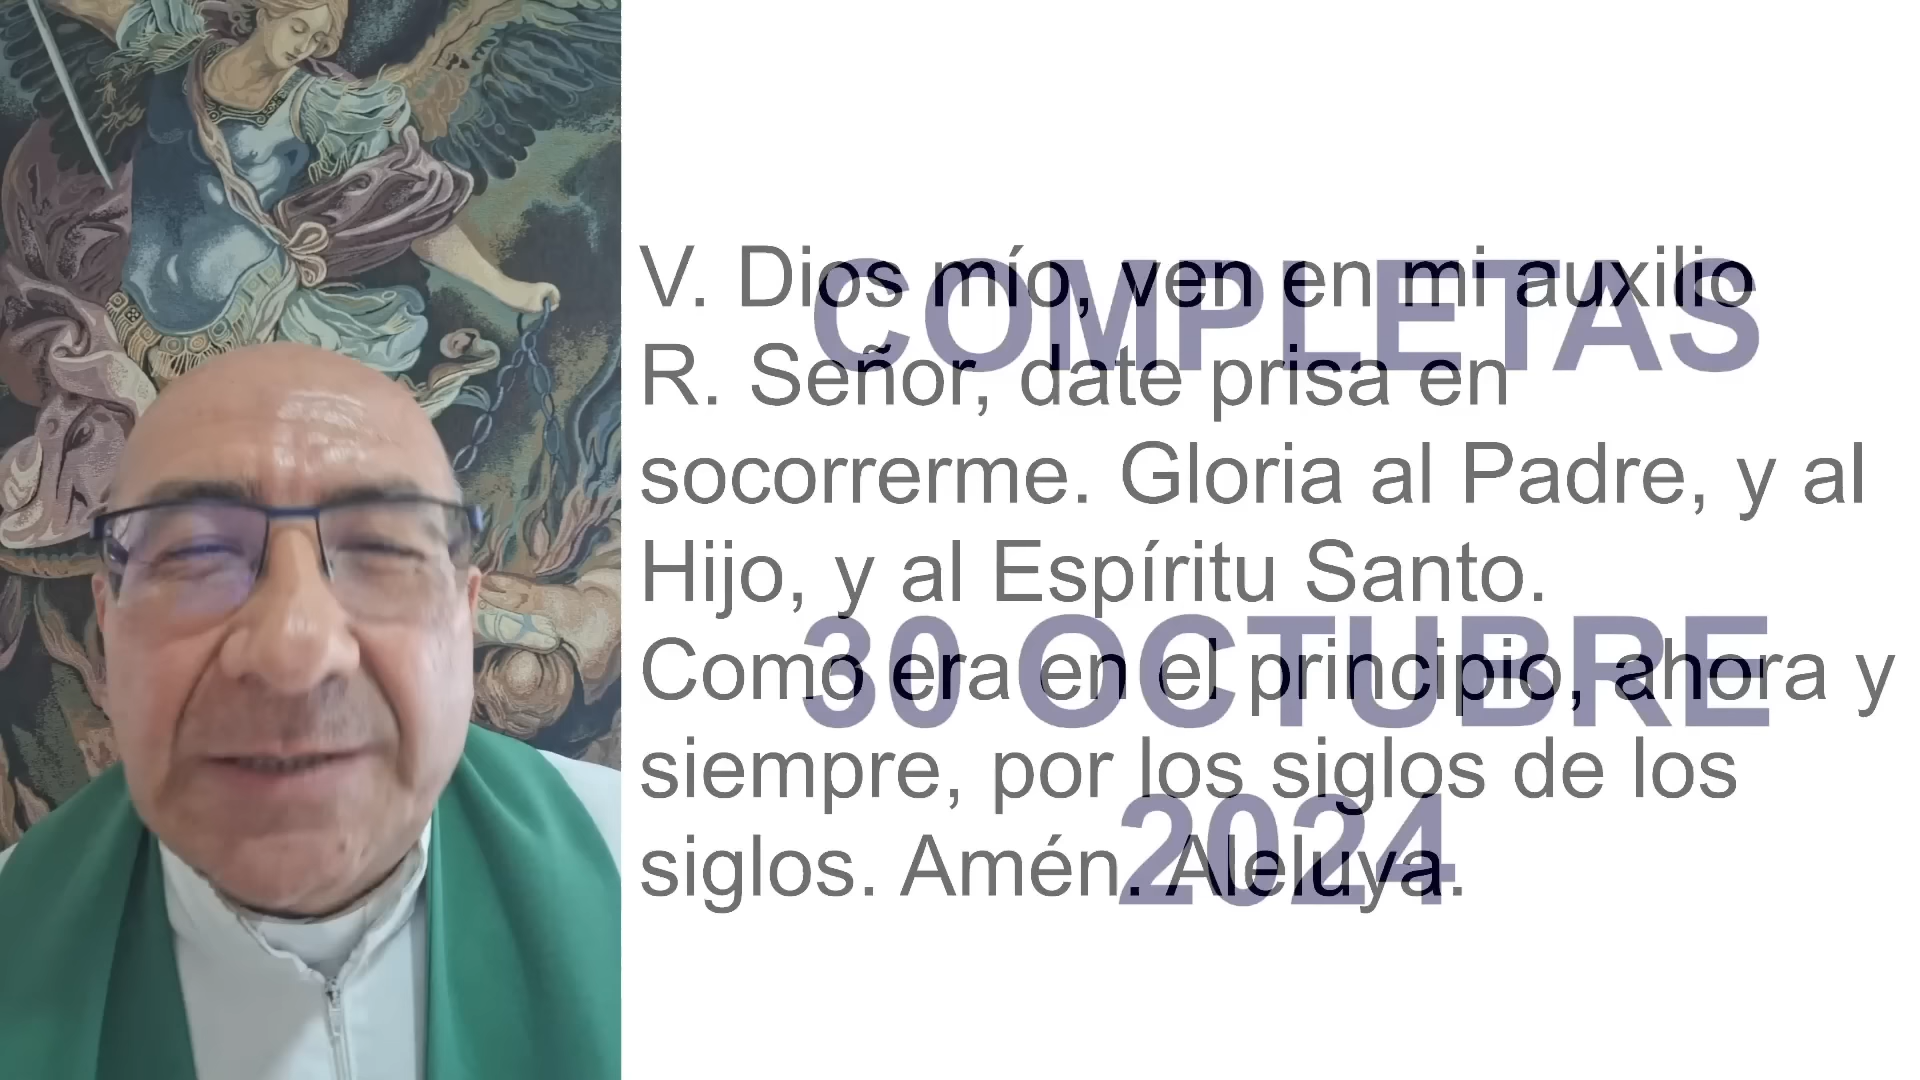 V. Dios mío, ven en mi auxilio
R. Señor, date prisa en
socorrerme. Gloria al Padre, y al
Hijo, y al Espíritu Santo.
Como era en el principio, ahora y
siempre, por los siglos de los
siglos. Amén. Aleluya.
COMPLETAS
30 OCTUBRE
2024